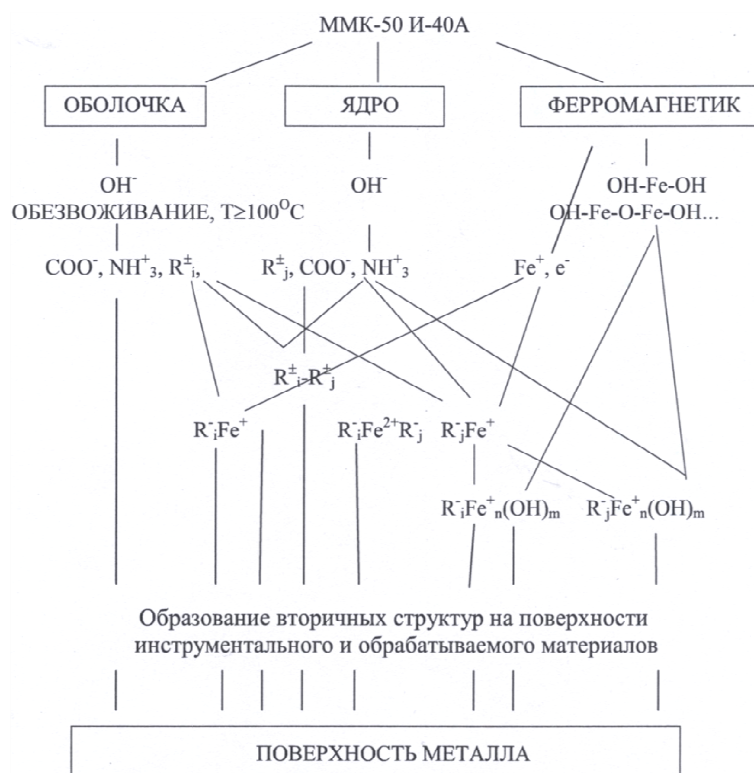 ММК-50 И-40А
ОБОЛОЧКА ЯДРО ФЕРРОМАГНЕТИК
OH⁻ OH⁻ OH-Fe-OH
ОБЕЗВОЖИВАНИЕ, T≥100⁰C OH-Fe-O-Fe-OH...
COO⁻, NH⁺₃, R±ᵢ, R±ⱼ, COO⁻, NH⁺₃ Fe⁺, e⁻
R±ᵢ-R±ⱼ
R⁻ᵢFe⁺ R⁻ᵢFe²⁺R⁻ⱼ R⁻ⱼFe⁺
R⁻ᵢFe⁺ₙ(OH)ₘ R⁻ⱼFe⁺ₙ(OH)ₘ
Образование вторичных структур на поверхности
инструментального и обрабатываемого материалов
ПОВЕРХНОСТЬ МЕТАЛЛА